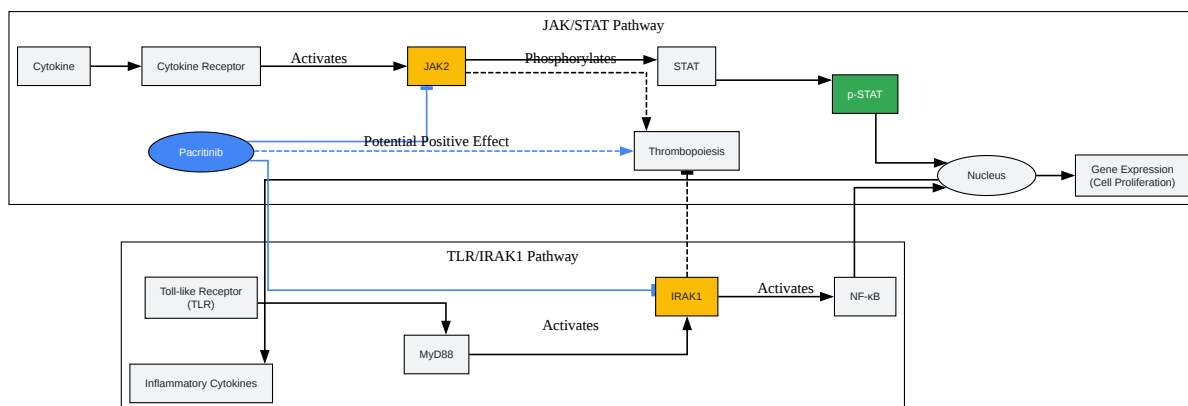 JAK/STAT Pathway
Cytokine
Cytokine Receptor
Activates
JAK2
Phosphorylates
STAT
p-STAT
Pacritinib
Potential Positive Effect
Thrombopoiesis
Nucleus
Gene Expression
(Cell Proliferation)
TLR/IRAK1 Pathway
Toll-like Receptor
(TLR)
IRAK1
Activates
NF-κB
Activates
MyD88
Inflammatory Cytokines